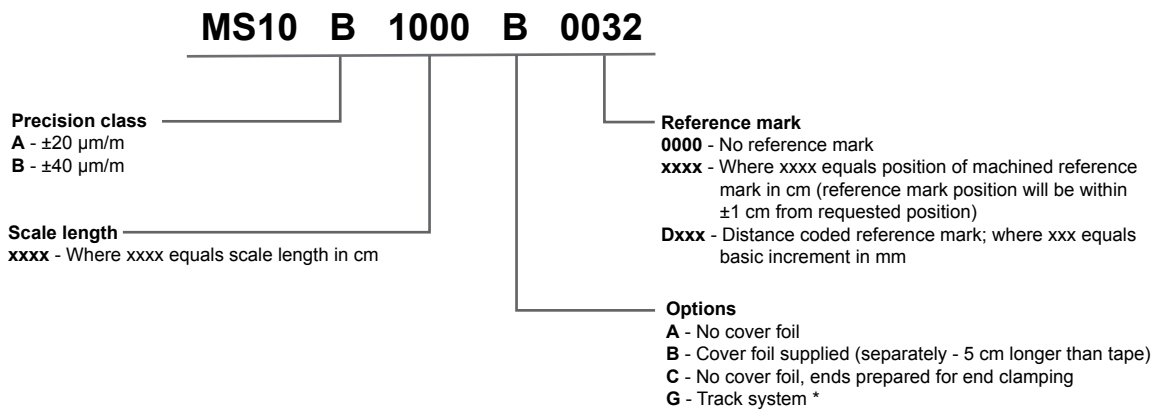 MS10 B 1000 B 0032
Precision class
A - ±20 µm/m
B - ±40 µm/m
Scale length
xxxx - Where xxxx equals scale length in cm
Reference mark
0000 - No reference mark
xxxx - Where xxxx equals position of machined reference
mark in cm (reference mark position will be within
±1 cm from requested position)
Dxxx - Distance coded reference mark; where xxx equals
basic increment in mm
Options
A - No cover foil
B - Cover foil supplied (separately - 5 cm longer than tape)
C - No cover foil, ends prepared for end clamping
G - Track system *